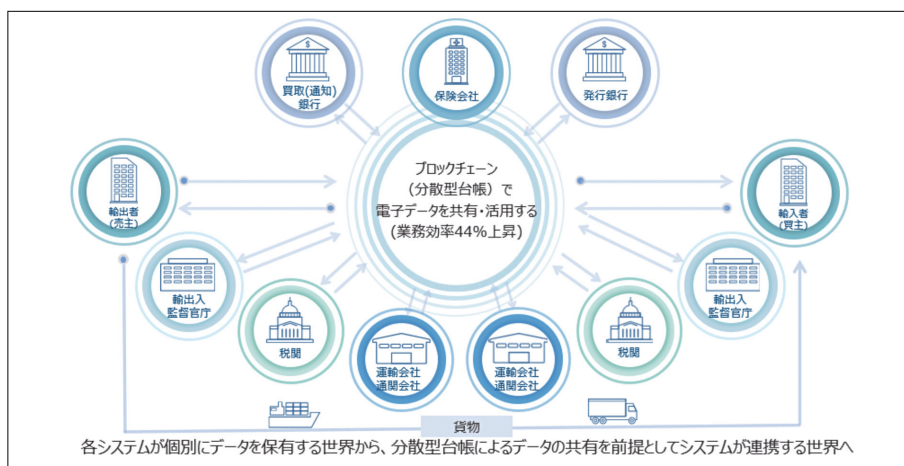 $
買取(通知)
銀行
保険会社
$
発行銀行
ブロックチェーン
(分散型台帳) で
電子データを共有・活用する
(業務効率44%上昇)
輸出者
(売主)
輸入者
(買主)
輸出入
監督官庁
輸出入
監督官庁
税関
税関
運輸会社
通関会社
運輸会社
通関会社
貨物
各システムが個別にデータを保有する世界から、分散型台帳によるデータの共有を前提としてシステムが連携する世界へ